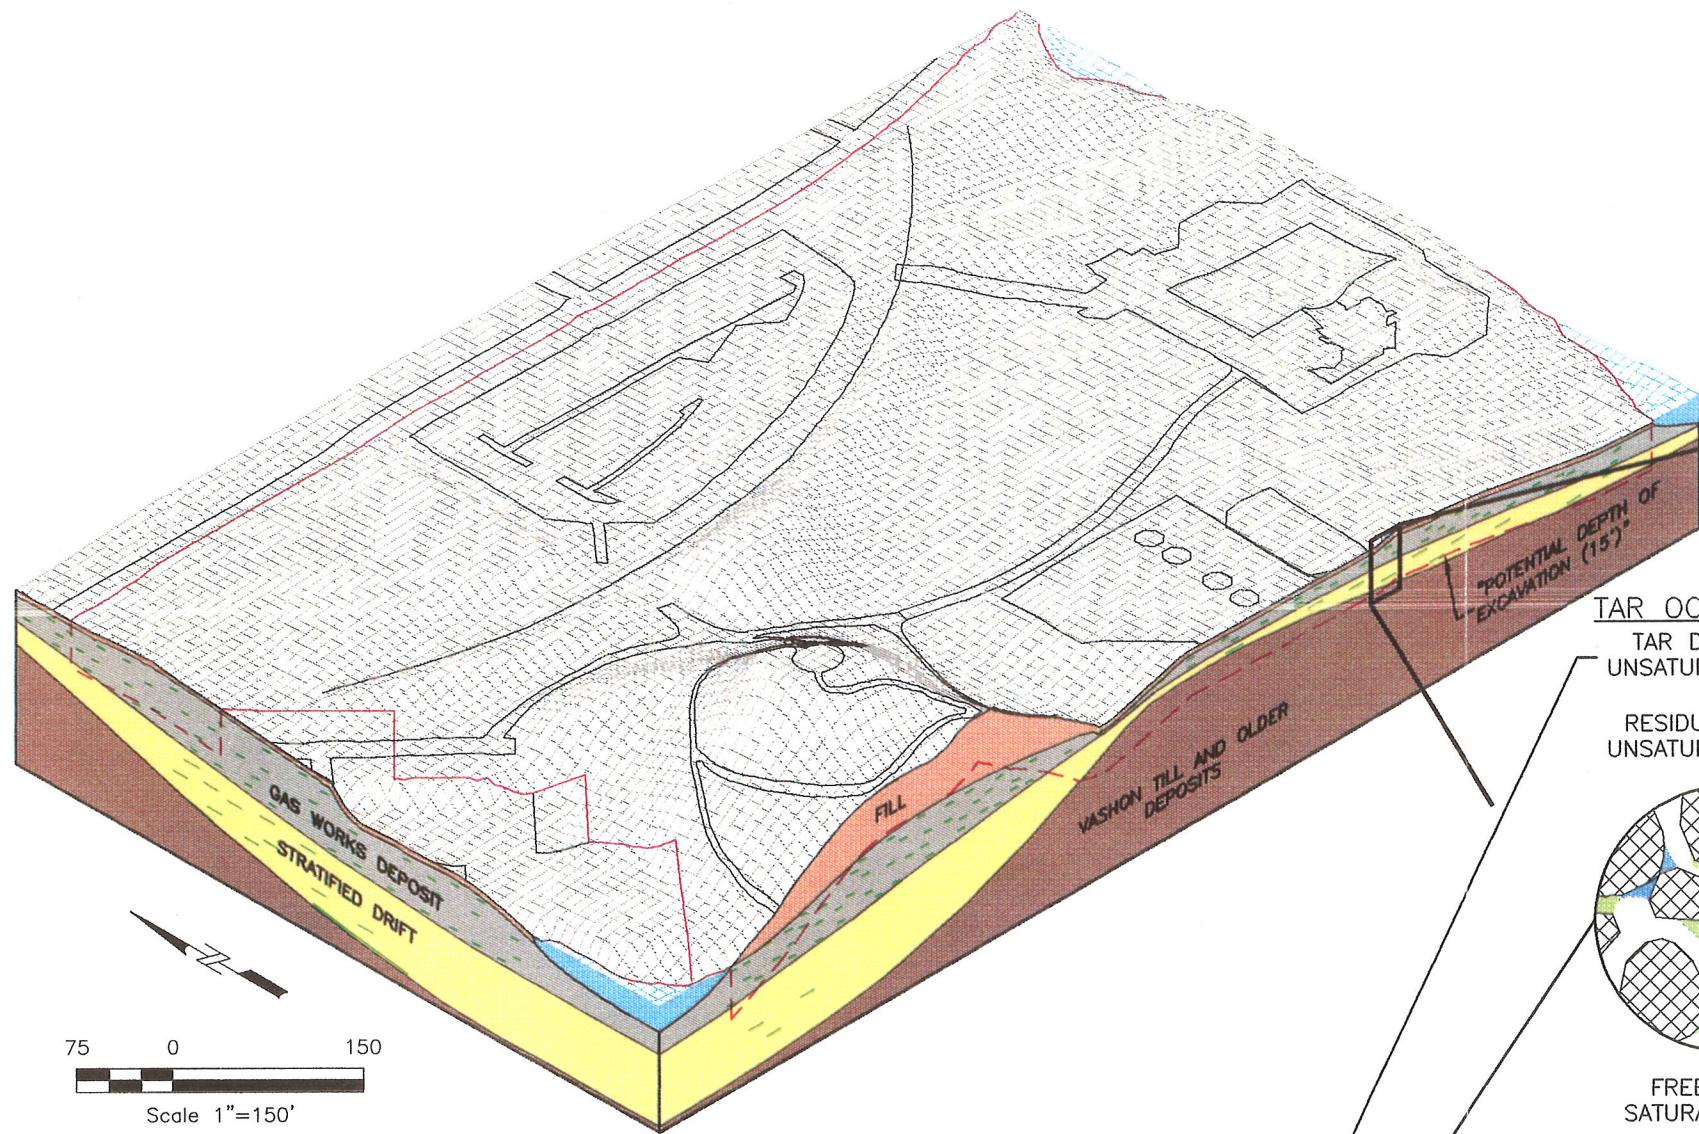 "POTENTIAL DEPTH OF
EXCAVATION (15')"
TAR OC
TAR D
UNSATUR
RESIDU
UNSATUR
VASHON TILL AND OLDER
DEPOSITS
FILL
GAS WORKS DEPOSIT
STRATIFIED DRIFT
N
75 0 150
Scale 1"=150'
FREE
SATURA